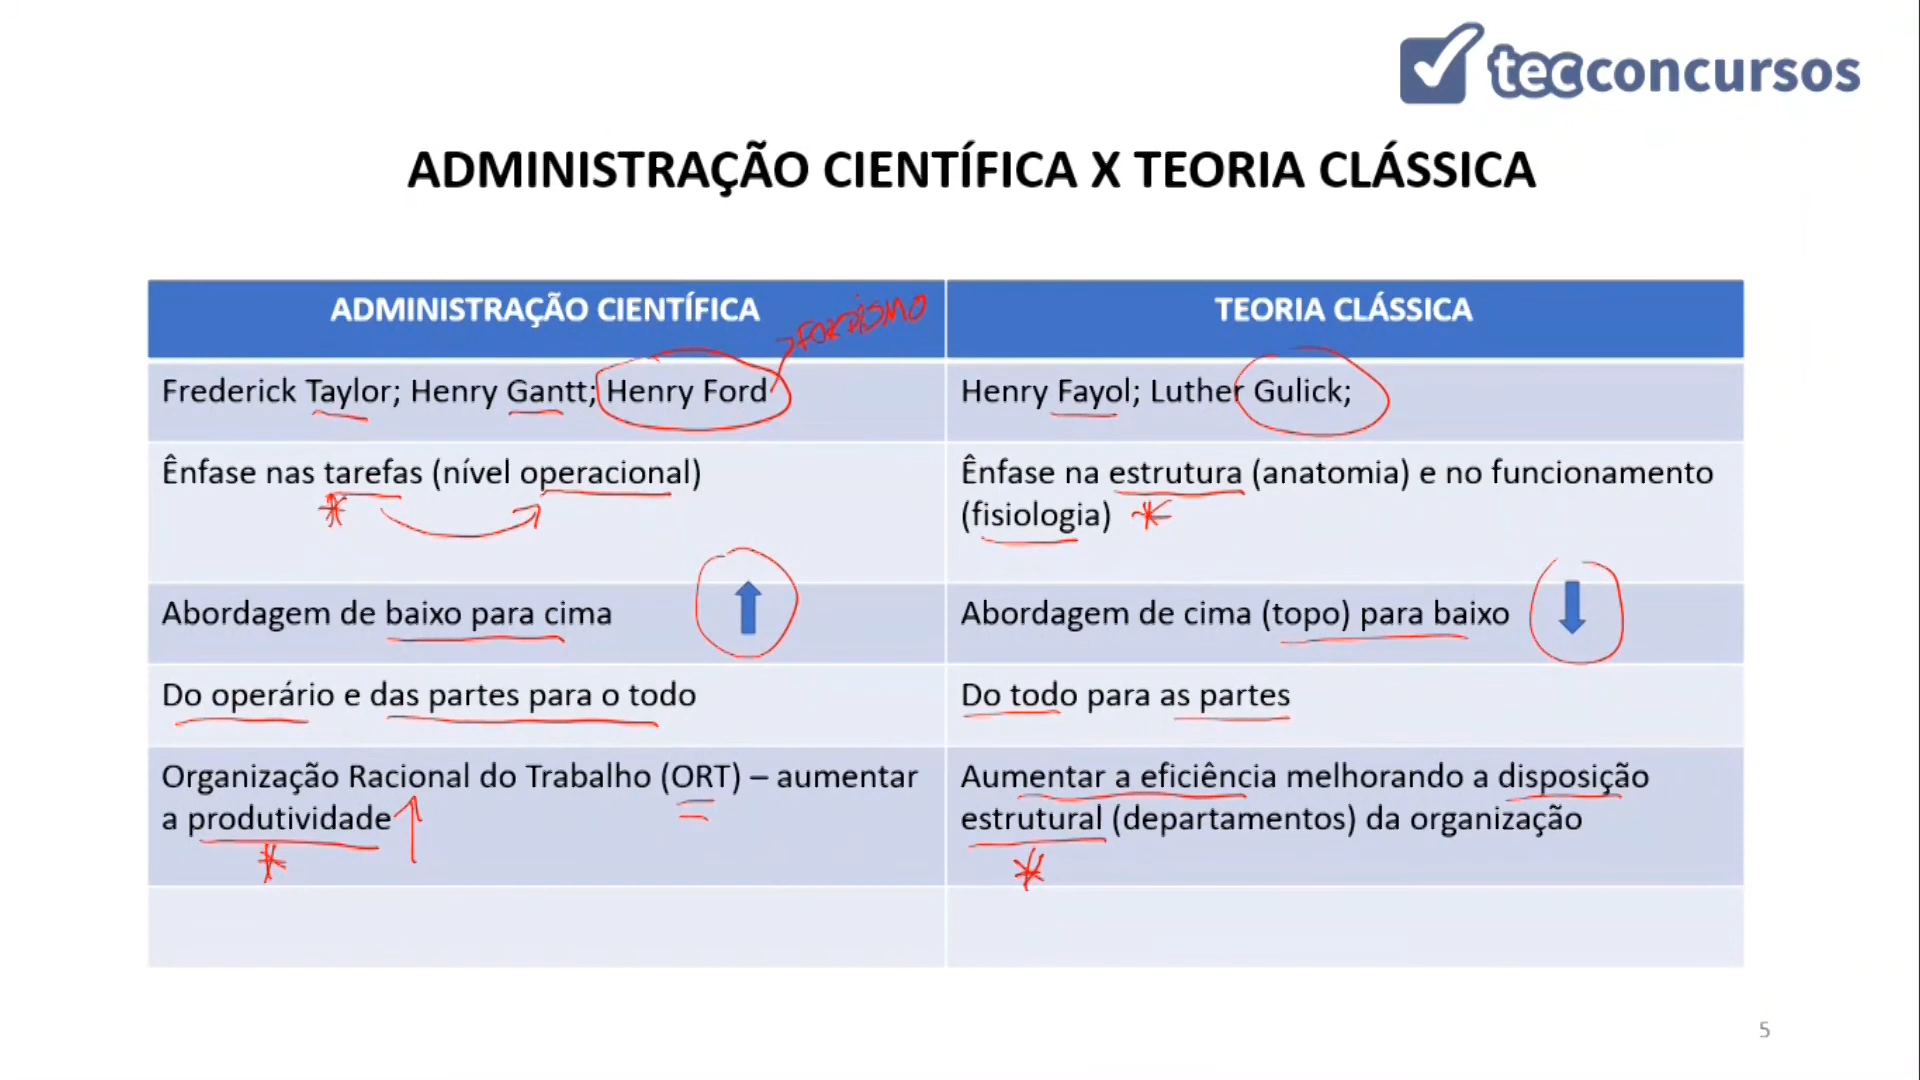 tecconcursos
ADMINISTRAÇÃO CIENTÍFICA X TEORIA CLÁSSICA
ADMINISTRAÇÃO CIENTÍFICA
TEORIA CLÁSSICA
FORDISMO
Frederick Taylor; Henry Gantt; Henry Ford
Henry Fayol; Luther Gulick;
Ênfase nas tarefas (nível operacional)
Ênfase na estrutura (anatomia) e no funcionamento
(fisiologia)
Abordagem de baixo para cima
Abordagem de cima (topo) para baixo
Do operário e das partes para o todo
Do todo para as partes
Organização Racional do Trabalho (ORT) – aumentar
a produtividade
Aumentar a eficiência melhorando a disposição
estrutural (departamentos) da organização
5